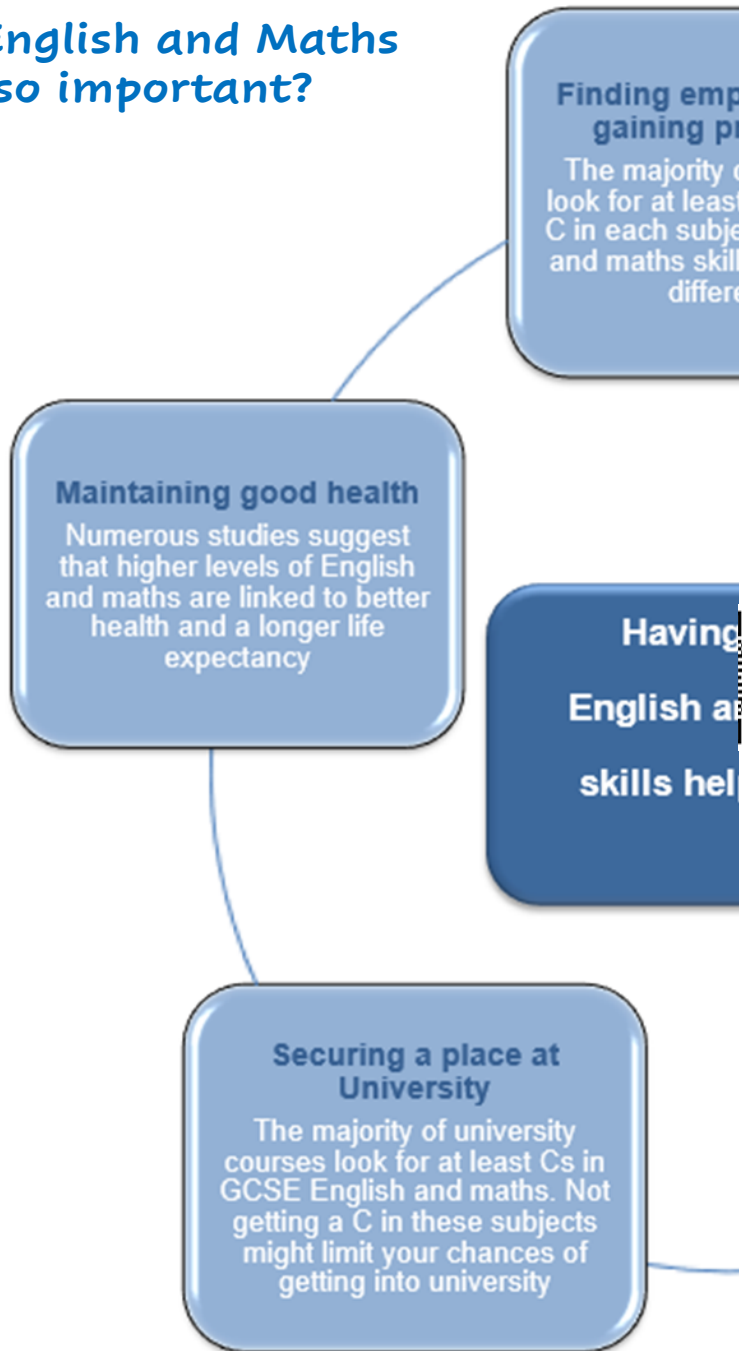 English and Maths
so important?
Finding emp
gaining pr
The majority
look for at least
C in each subje
and maths skill
differe
Maintaining good health
Numerous studies suggest
that higher levels of English
and maths are linked to better
health and a longer life
expectancy
Having
English a
skills hel
Securing a place at
University
The majority of university
courses look for at least Cs in
GCSE English and maths. Not
getting a C in these subjects
might limit your chances of
getting into university